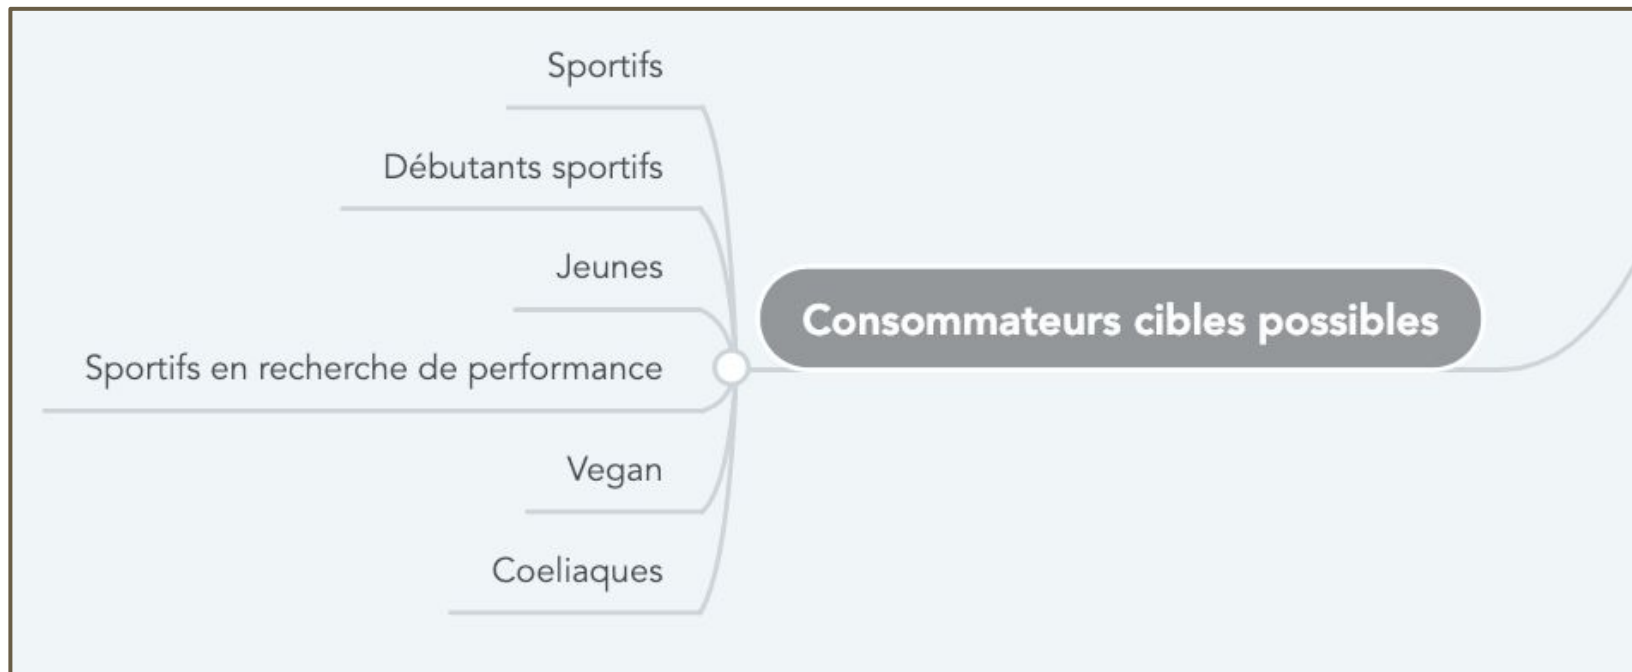 Sportifs
Débutants sportifs
Jeunes
Sportifs en recherche de performance
Vegan
Coeliaques
Consommateurs cibles possibles